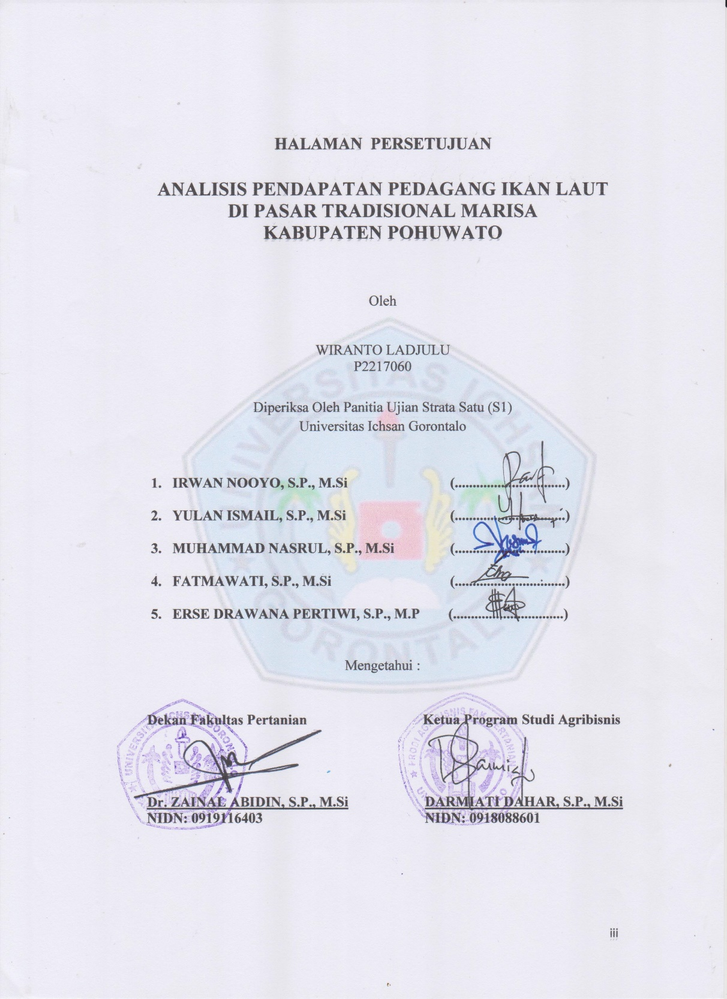 HALAMAN PERSETUJUAN
ANALISIS PENDAPATAN PEDAGANG IKAN LAUT
DI PASAR TRADISIONAL MARISA
KABUPATEN POHUWATO
Oleh
WIRANTO LADJULU
P2217060
Diperiksa Oleh Panitia Ujian Strata Satu (S1)
Universitas Ichsan Gorontalo
UNIVERSITAS ICHSAN
GORONTALO
1. IRWAN NOOYO, S.P., M.Si (...............................)
2. YULAN ISMAIL, S.P., M.Si (...............................)
3. MUHAMMAD NASRUL, S.P., M.Si (...............................)
4. FATMAWATI, S.P., M.Si (...............................)
5. ERSE DRAWANA PERTIWI, S.P., M.P (...............................)
Mengetahui :
Dekan Fakultas Pertanian Ketua Program Studi Agribisnis
Dr. ZAINAL ABIDIN, S.P., M.Si DARMIATI DAHAR, S.P., M.Si
NIDN: 0919116403 NIDN: 0918088601
iii